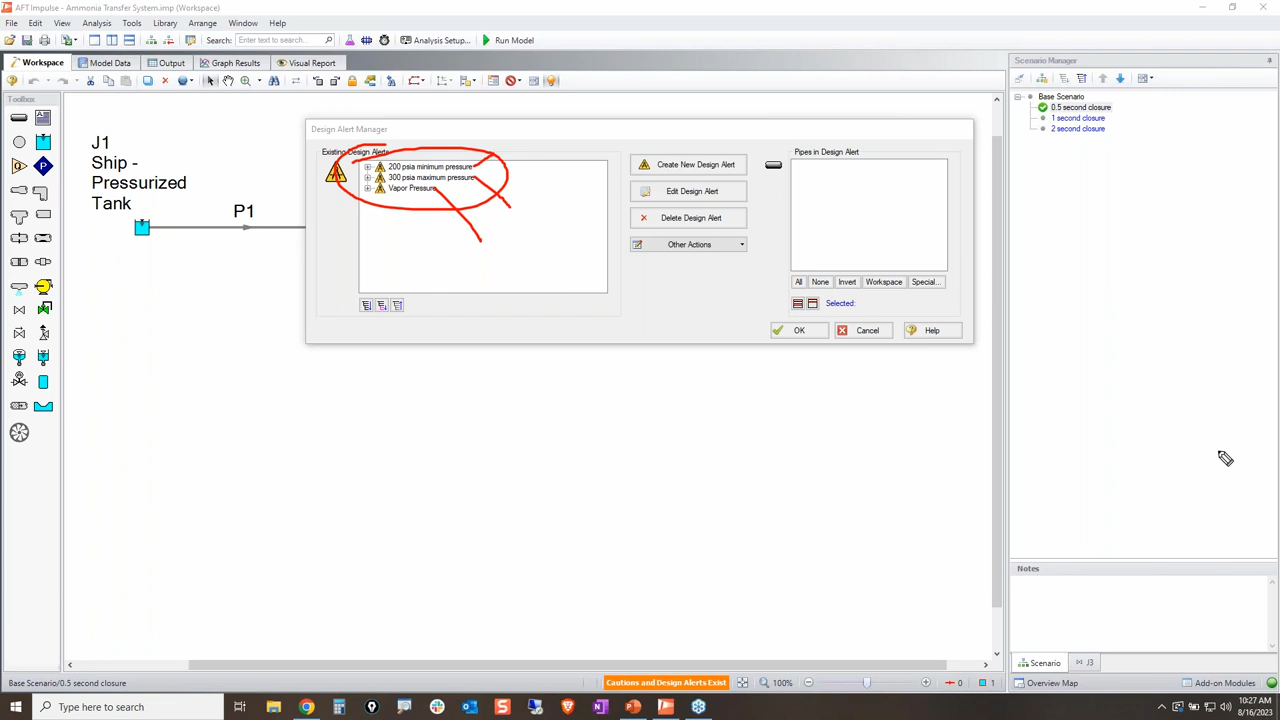 AFT Impulse - Ammonia Transfer System.imp (Workspace)
File Edit View Analysis Tools Library Arrange Window Help
Search: Enter text to search... Analysis Setup... Run Model
Workspace Model Data Output Graph Results Visual Report
Toolbox
J1
Ship -
Pressurized
Tank
P1
Design Alert Manager
Existing Design Alerts
200 psia minimum pressure
300 psia maximum pressure
Vapor Pressure
Create New Design Alert
Edit Design Alert
Delete Design Alert
Other Actions
Pipes in Design Alert
All None Invert Workspace Special...
Selected:
OK Cancel Help
Scenario Manager
Base Scenario
0.5 second closure
1 second closure
2 second closure
Notes
Scenario J3
Base Scenario/0.5 second closure
Cautions and Design Alerts Exist
100%
0
1
Overview Map
Add-on Modules
Type here to search
10:27 AM
8/16/2023